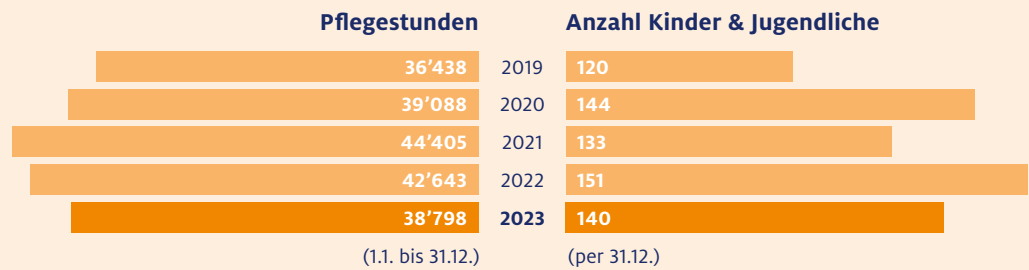 Pflegestunden Anzahl Kinder & Jugendliche
36’438 2019 120
39’088 2020 144
44’405 2021 133
42’643 2022 151
38’798 2023 140
(1.1. bis 31.12.) (per 31.12.)